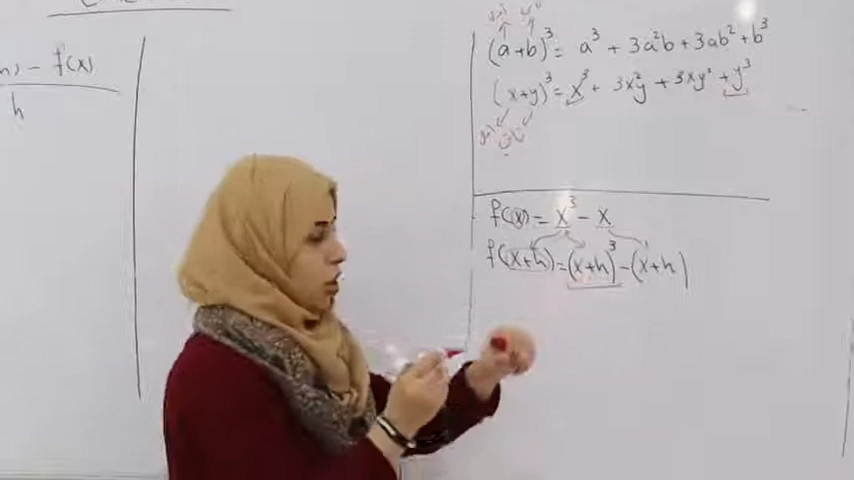 - f(x)
h
(a+b)³ = a³ + 3a²b + 3ab² + b³
(x+y)³ = x³ + 3x²y + 3xy² + y³
f(x) = x³ - x
f(x+h) = (x+h)³ - (x+h)